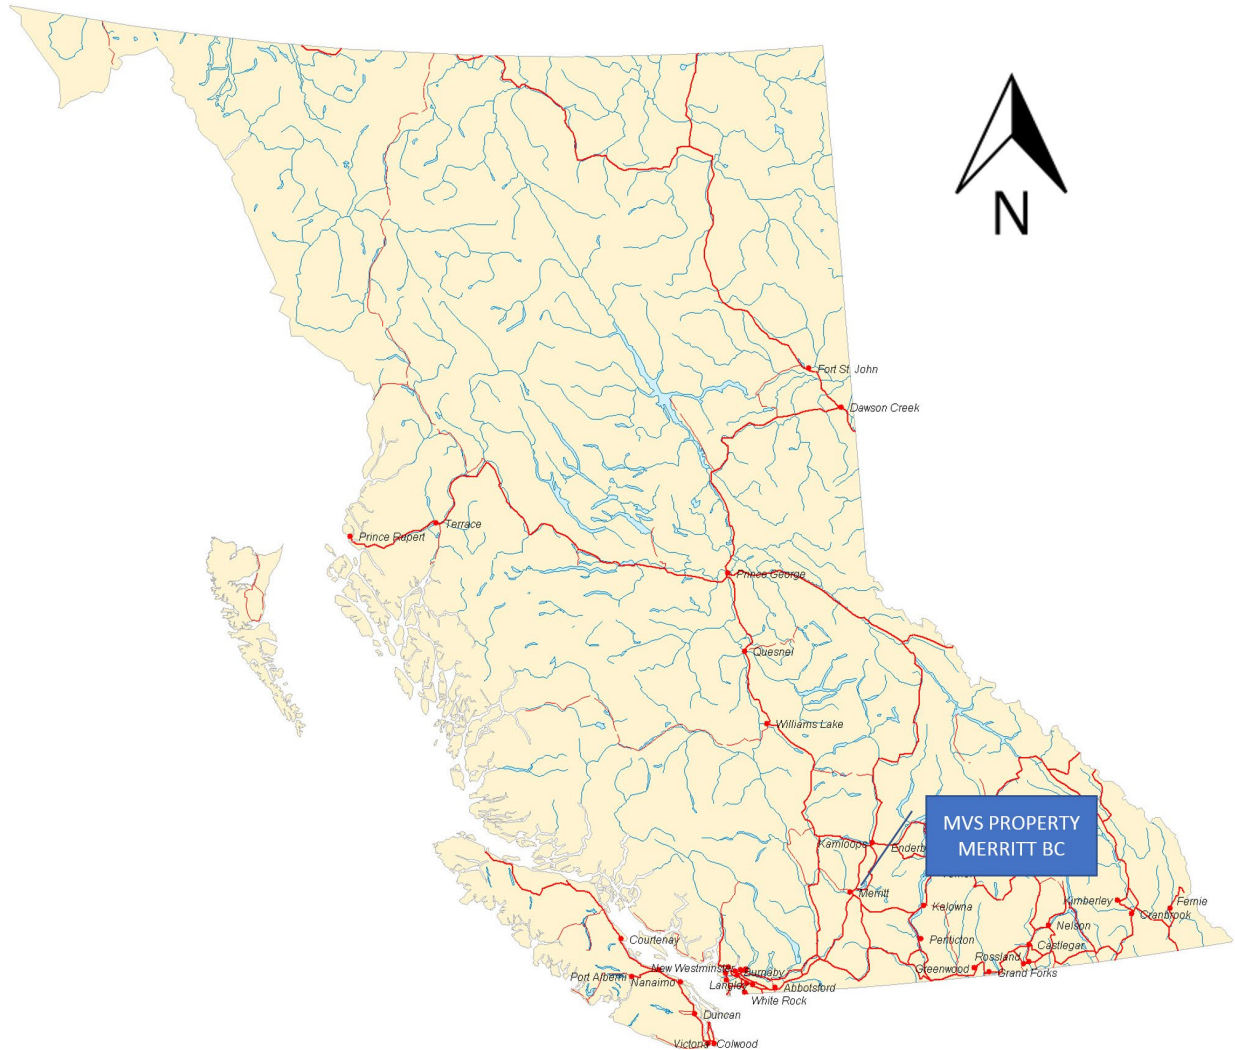 N
Fort St. John
Dawson Creek
Terrace
Prince Rupert
Prince George
Quesnel
Williams Lake
MVS PROPERTY
MERRITT BC
Kamloops
Merritt
Kelowna
Kimberley
Fernie
Cranbrook
Nelson
Courtenay
Penticton
Castlegar
Rossland
New Westminster
Burnaby
Greenwood
Grand Forks
Port Alberni
Nanaimo
Langley
Abbotsford
White Rock
Duncan
Victoria
Colwood